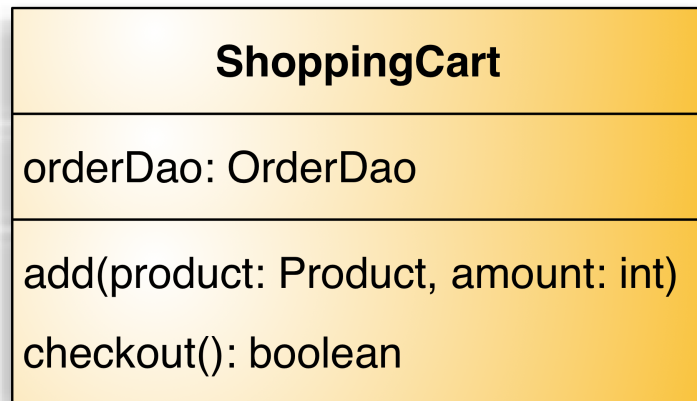 ShoppingCart
orderDao: OrderDao
add(product: Product, amount: int)
checkout(): boolean